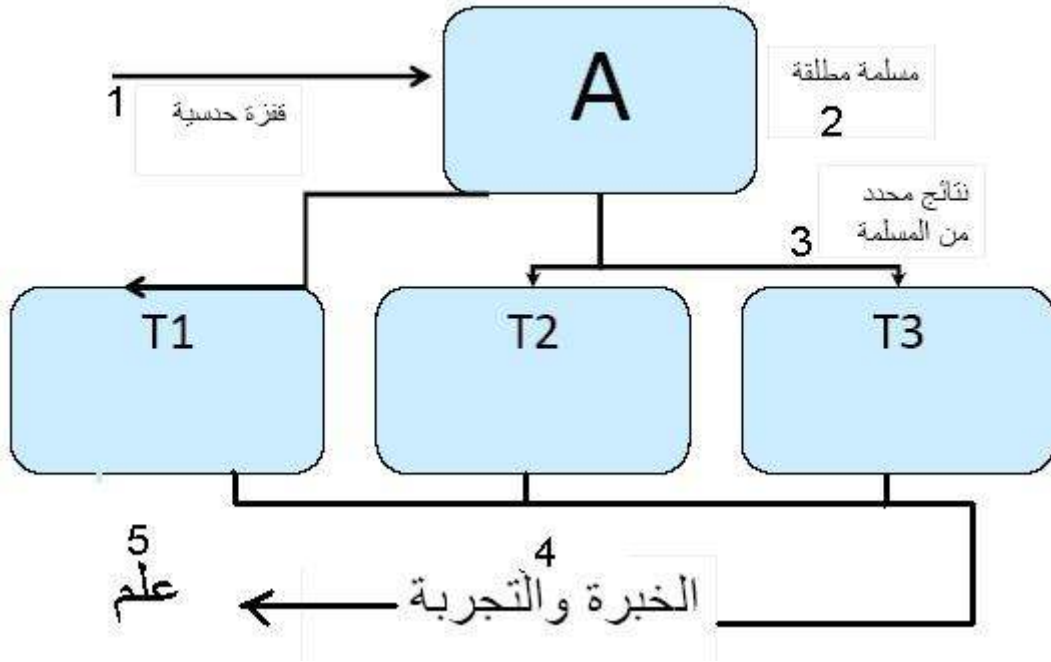 A
مسلمة مطلقة
2
1
قفزة حدسية
نتائج محدد
من المسلمة
3
T1
T2
T3
4
الخبرة والتجربة
5
علم